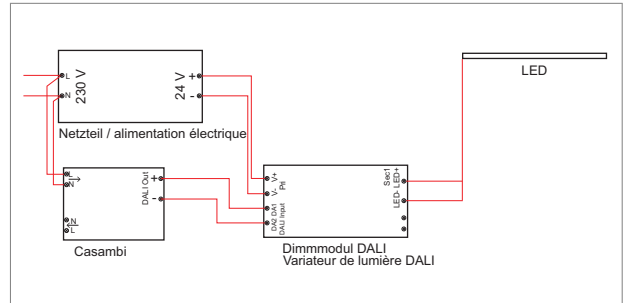 LED
L
N
230 V
24 V
+
-
Netzteil / alimentation électrique
L
N
DALI Out
+
-
N
L
Casambi
V+
V-
Pri
DA2 DA1
DALI Input
Sec1
LED- LED+
Dimmmodul DALI
Variateur de lumière DALI